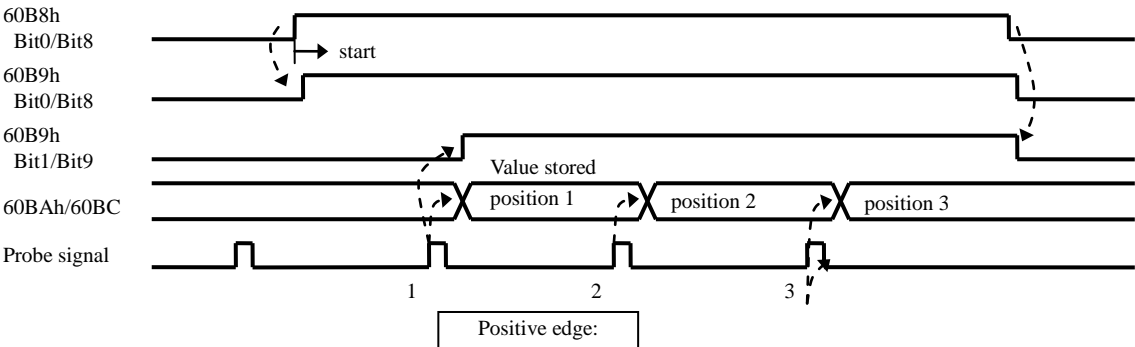 60B8h
Bit0/Bit8
start
60B9h
Bit0/Bit8
60B9h
Bit1/Bit9
Value stored
60BAh/60BC
position 1
position 2
position 3
Probe signal
1
2
3
Positive edge: